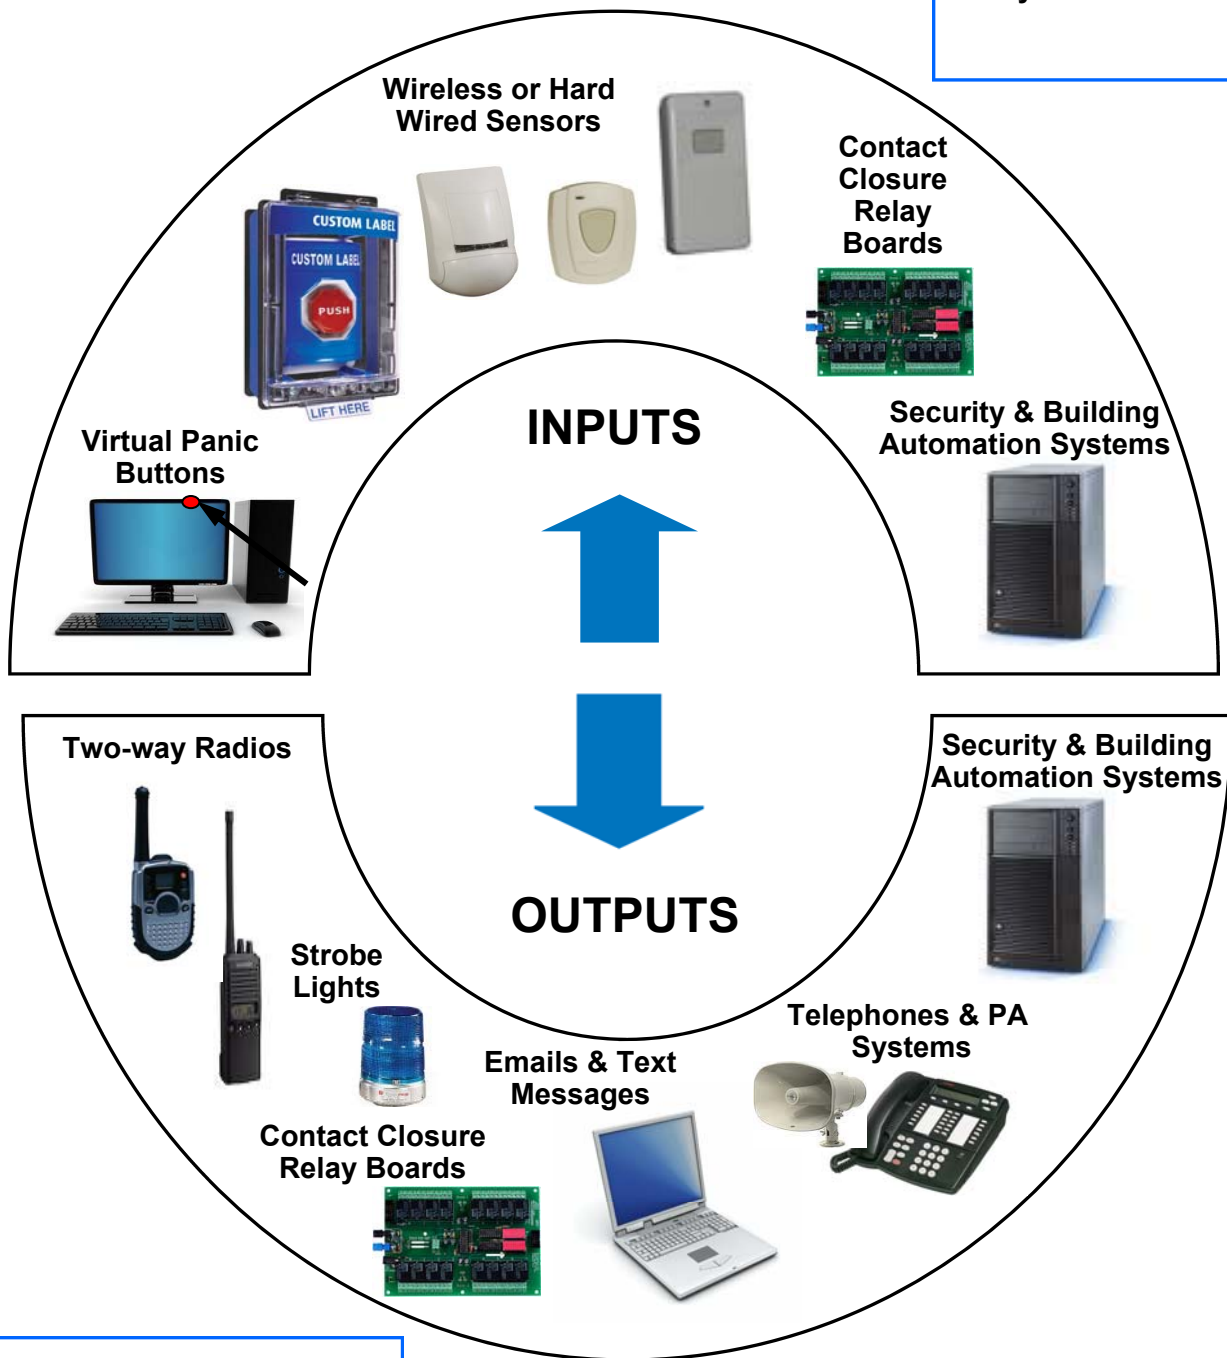 Wireless or Hard
Wired Sensors
Contact
Closure
Relay
Boards
CUSTOM LABEL
CUSTOM LABEL
PUSH
LIFT HERE
INPUTS
Security & Building
Automation Systems
Virtual Panic
Buttons
Two-way Radios
Security & Building
Automation Systems
OUTPUTS
Strobe
Lights
Telephones & PA
Systems
Emails & Text
Messages
Contact Closure
Relay Boards